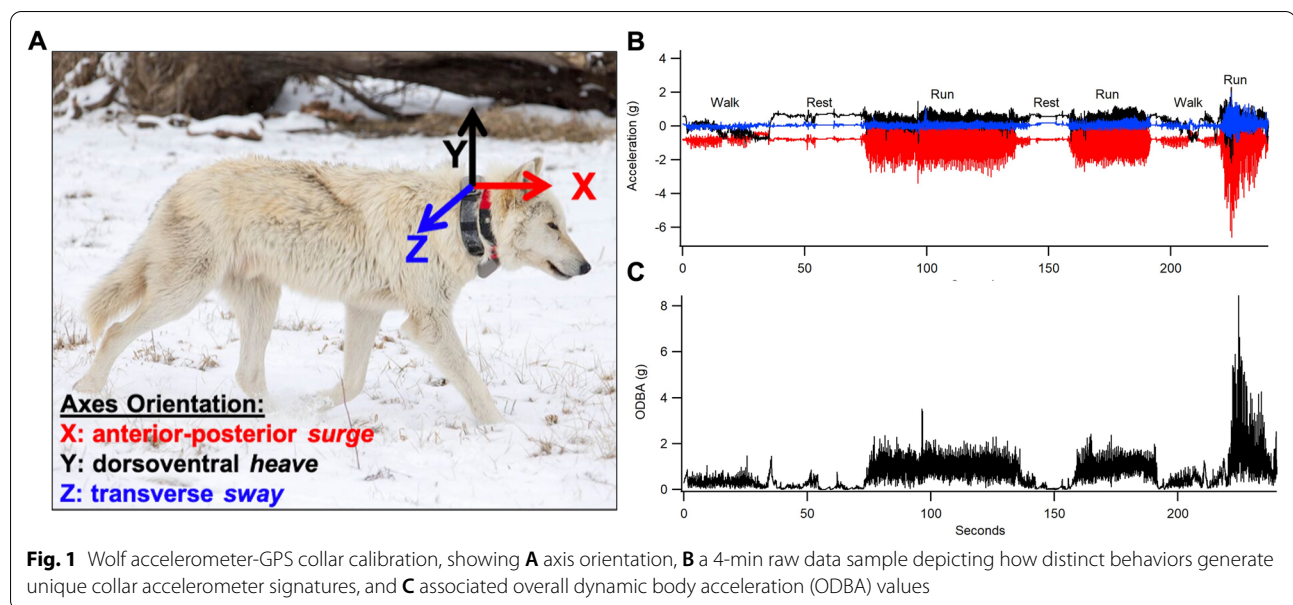 A
Y
X
Z
Axes Orientation:
X: anterior-posterior surge
Y: dorsoventral heave
Z: transverse sway
B
4
2
0
-2
-4
-6
Acceleration (g)
Walk
Rest
Run
Rest
Run
Walk
Run
0
50
100
150
200
C
8
6
4
2
0
ODBA (g)
0
50
100
150
200
Seconds
Fig. 1 Wolf accelerometer-GPS collar calibration, showing A axis orientation, B a 4-min raw data sample depicting how distinct behaviors generate
unique collar accelerometer signatures, and C associated overall dynamic body acceleration (ODBA) values